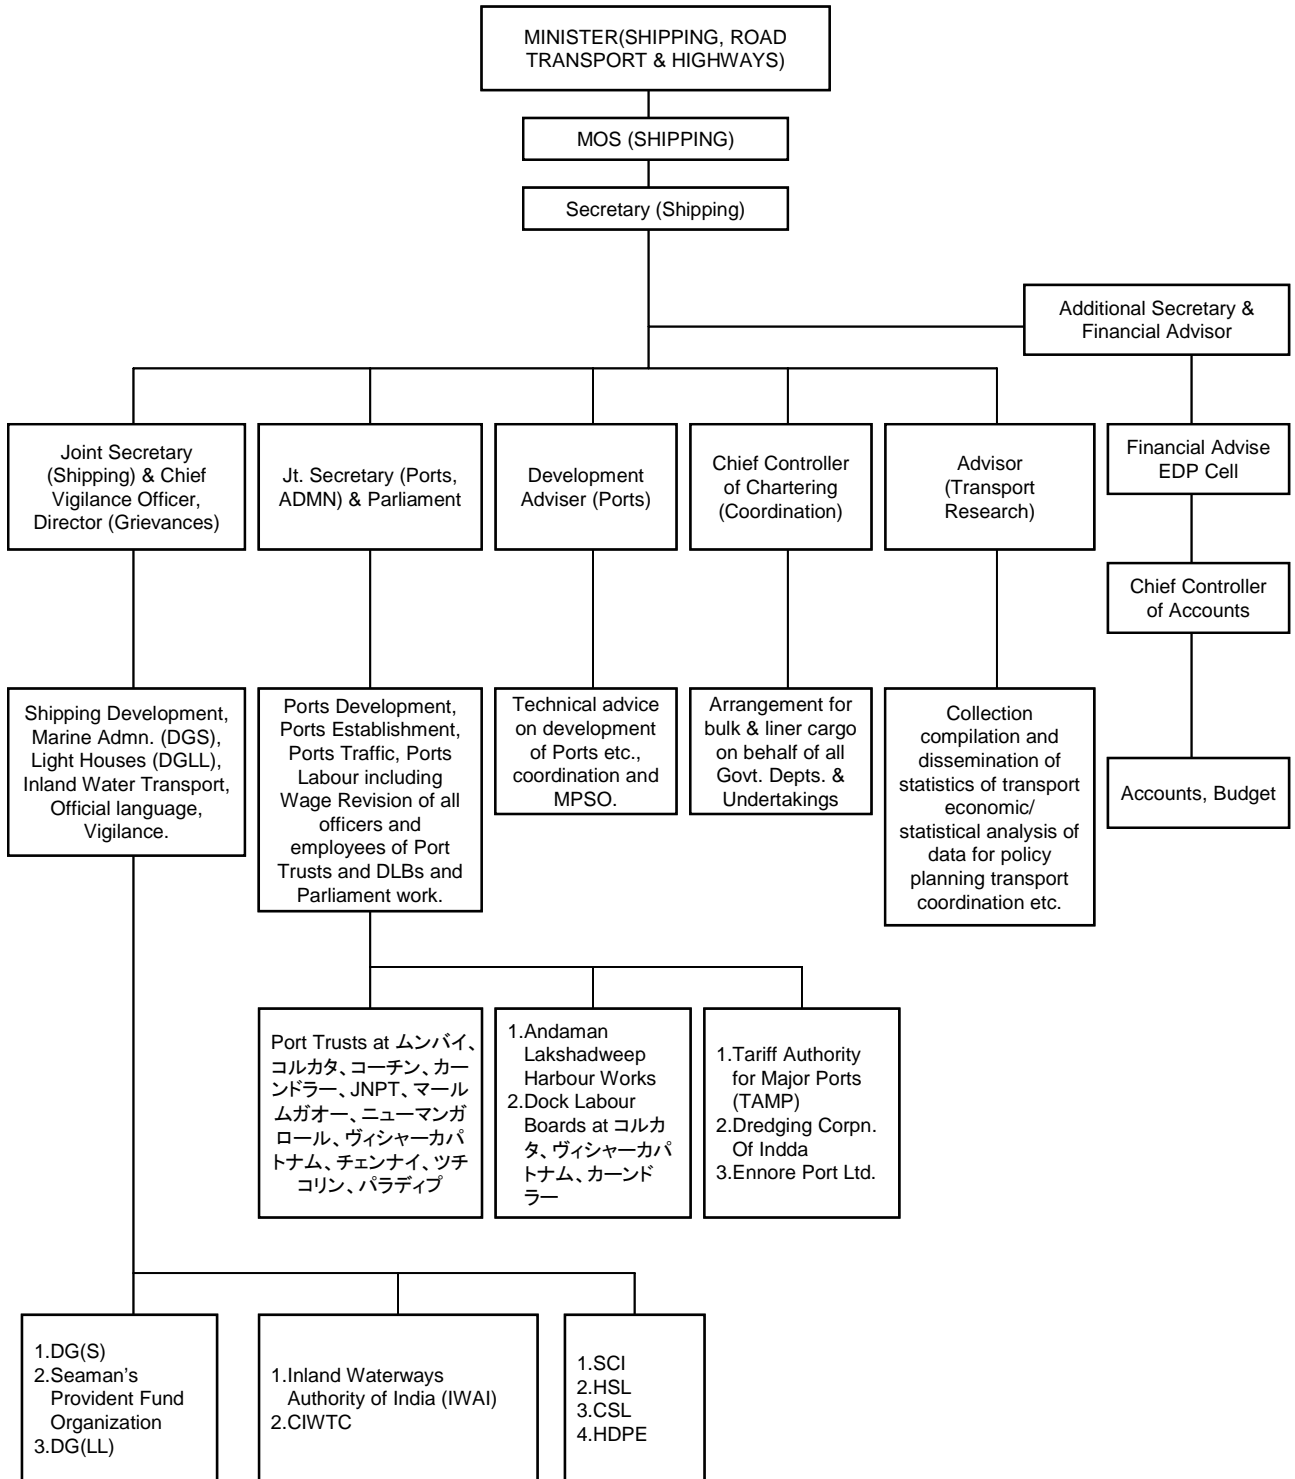 MINISTER(SHIPPING, ROAD
TRANSPORT & HIGHWAYS)
MOS (SHIPPING)
Secretary (Shipping)
Additional Secretary &
Financial Advisor
Joint Secretary
(Shipping) & Chief
Vigilance Officer,
Director (Grievances)
Jt. Secretary (Ports,
ADMN) & Parliament
Development
Adviser (Ports)
Chief Controller
of Chartering
(Coordination)
Advisor
(Transport
Research)
Financial Advise
EDP Cell
Chief Controller
of Accounts
Shipping Development,
Marine Admn. (DGS),
Light Houses (DGLL),
Inland Water Transport,
Official language,
Vigilance.
Ports Development,
Ports Establishment,
Ports Traffic, Ports
Labour including
Wage Revision of all
officers and
employees of Port
Trusts and DLBs and
Parliament work.
Technical advice
on development
of Ports etc.,
coordination and
MPSO.
Arrangement for
bulk & liner cargo
on behalf of all
Govt. Depts. &
Undertakings
Collection
compilation and
dissemination of
statistics of transport
economic/
statistical analysis of
data for policy
planning transport
coordination etc.
Accounts, Budget
Port Trusts at ムンバイ、
コルカタ、コーチン、カー
ンドラー、JNPT、マール
ムガオー、ニューマンガ
ロール、ヴィシャーカパ
トナム、チェンナイ、ツチ
コリン、パラディプ
1.Andaman
Lakshadweep
Harbour Works
2.Dock Labour
Boards at コルカ
タ、ヴィシャーカパ
トナム、カーンド
ラー
1.Tariff Authority
for Major Ports
(TAMP)
2.Dredging Corpn.
Of Indda
3.Ennore Port Ltd.
1.DG(S)
2.Seaman's
Provident Fund
Organization
3.DG(LL)
1.Inland Waterways
Authority of India (IWAI)
2.CIWTC
1.SCI
2.HSL
3.CSL
4.HDPE